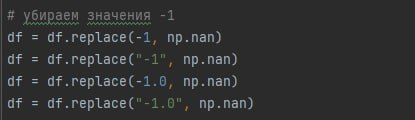 # убираем значения -1
df = df.replace(-1, np.nan)
df = df.replace("-1", np.nan)
df = df.replace(-1.0, np.nan)
df = df.replace("-1.0", np.nan)